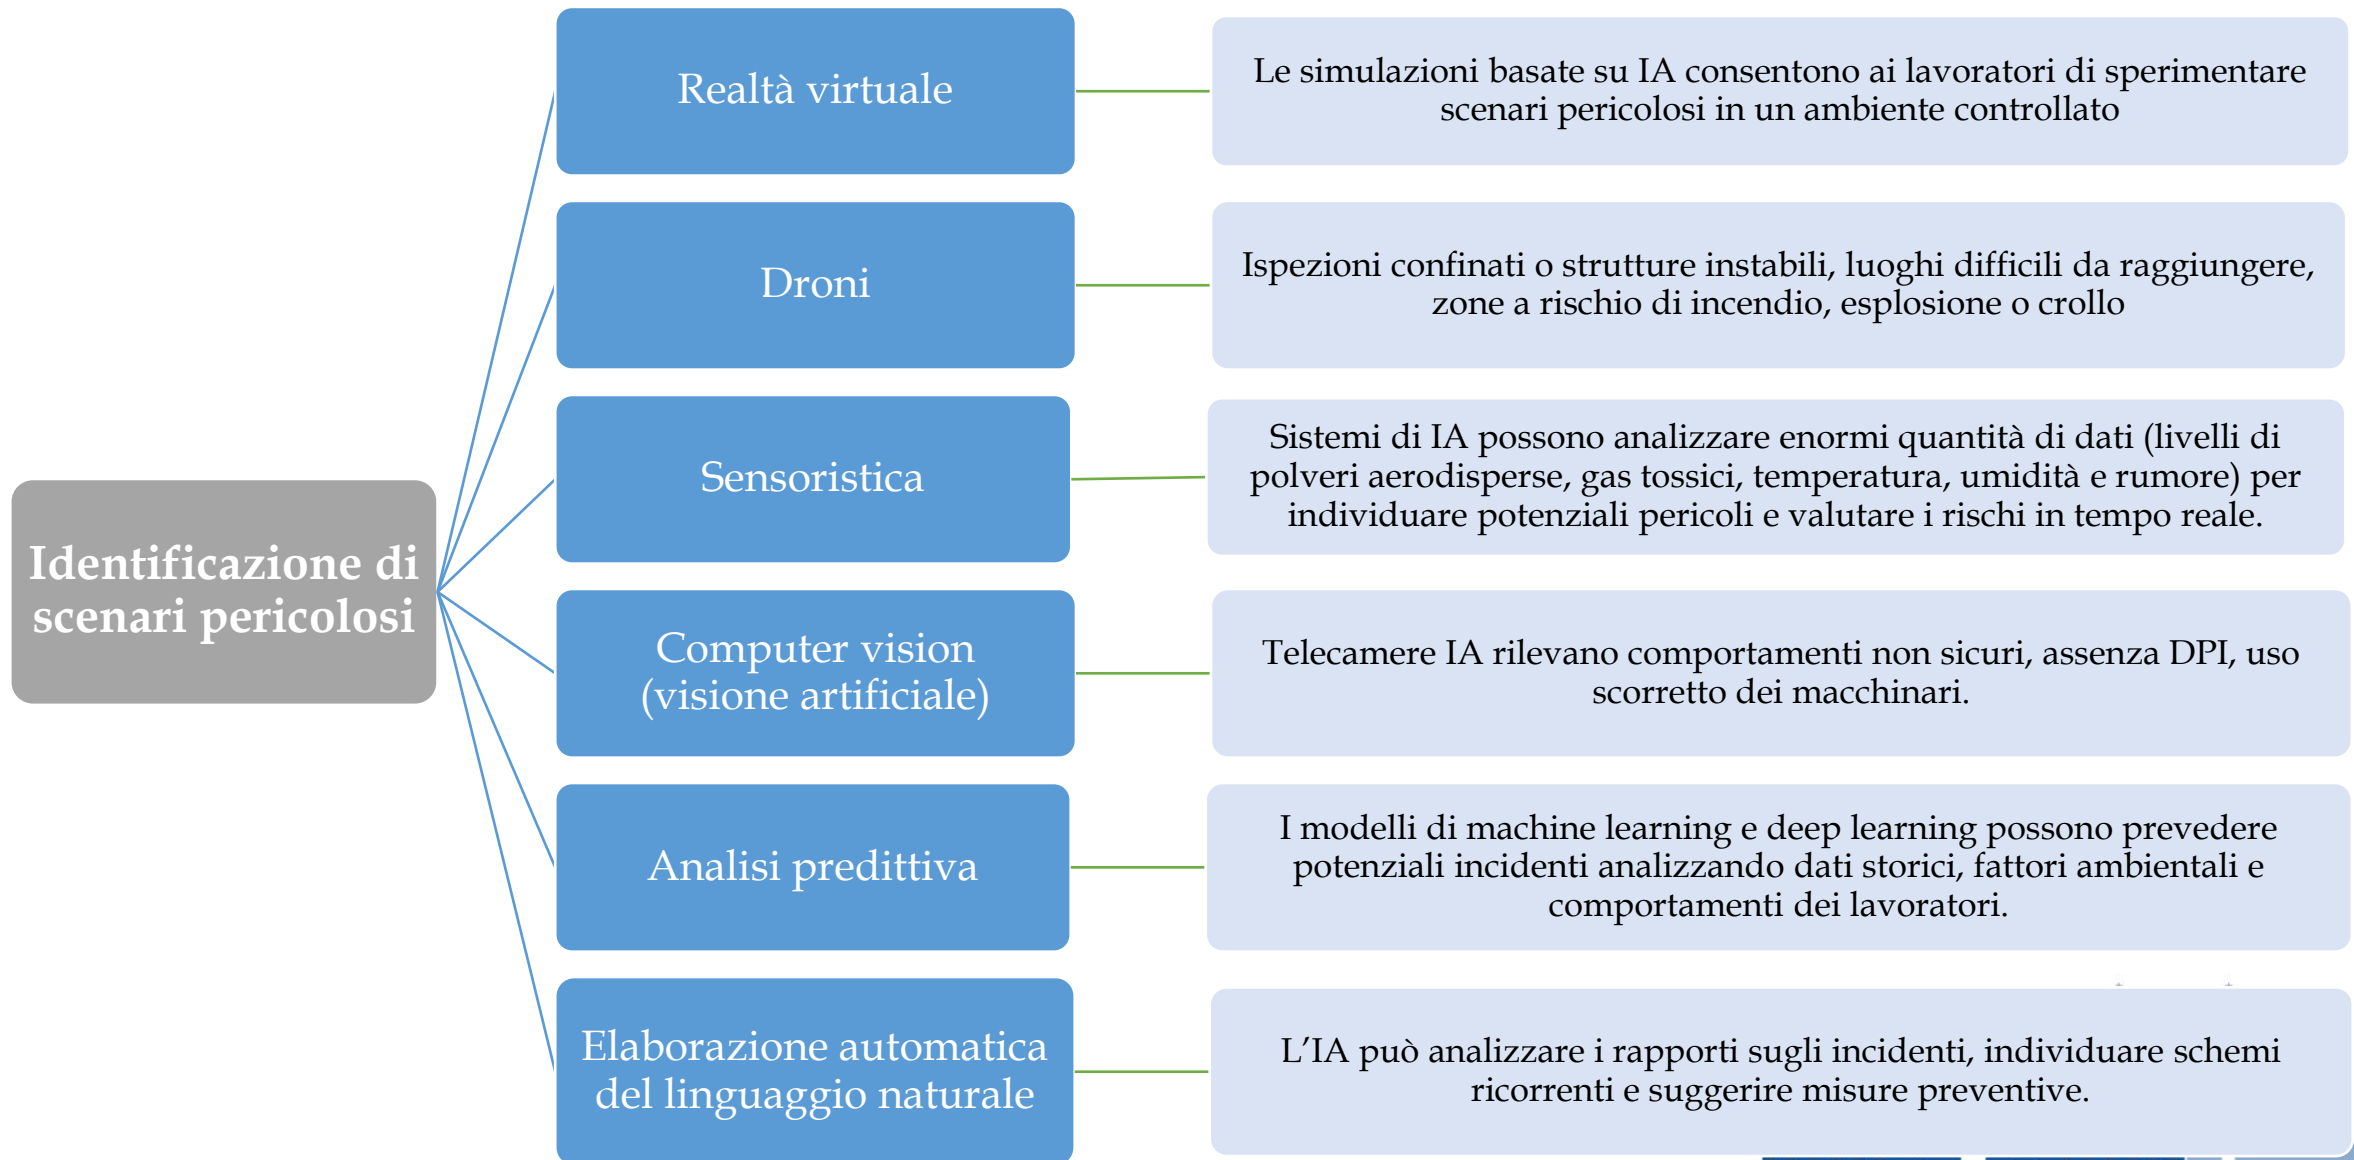 Realtà virtuale
Le simulazioni basate su IA consentono ai lavoratori di sperimentare
scenari pericolosi in un ambiente controllato
Droni
Ispezioni confinati o strutture instabili, luoghi difficili da raggiungere,
zone a rischio di incendio, esplosione o crollo
Sensoristica
Sistemi di IA possono analizzare enormi quantità di dati (livelli di
polveri aerodisperse, gas tossici, temperatura, umidità e rumore) per
individuare potenziali pericoli e valutare i rischi in tempo reale.
Identificazione di
scenari pericolosi
Computer vision
(visione artificiale)
Telecamere IA rilevano comportamenti non sicuri, assenza DPI, uso
scorretto dei macchinari.
Analisi predittiva
I modelli di machine learning e deep learning possono prevedere
potenziali incidenti analizzando dati storici, fattori ambientali e
comportamenti dei lavoratori.
Elaborazione automatica
del linguaggio naturale
L’IA può analizzare i rapporti sugli incidenti, individuare schemi
ricorrenti e suggerire misure preventive.